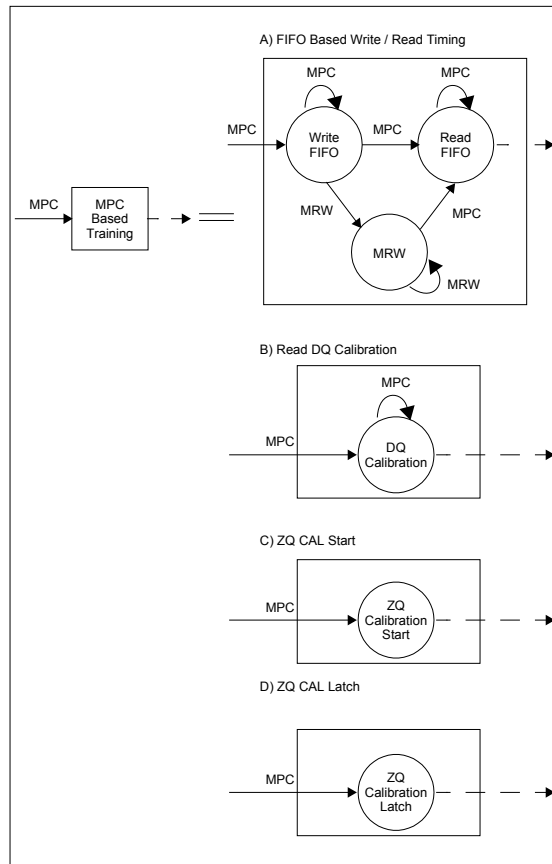 A) FIFO Based Write / Read Timing
MPC
MPC
MPC
Write
FIFO
MPC
Read
FIFO
MPC
MPC
Based
Training
MRW
MPC
MRW
MRW
B) Read DQ Calibration
MPC
MPC
DQ
Calibration
C) ZQ CAL Start
MPC
ZQ
Calibration
Start
D) ZQ CAL Latch
MPC
ZQ
Calibration
Latch